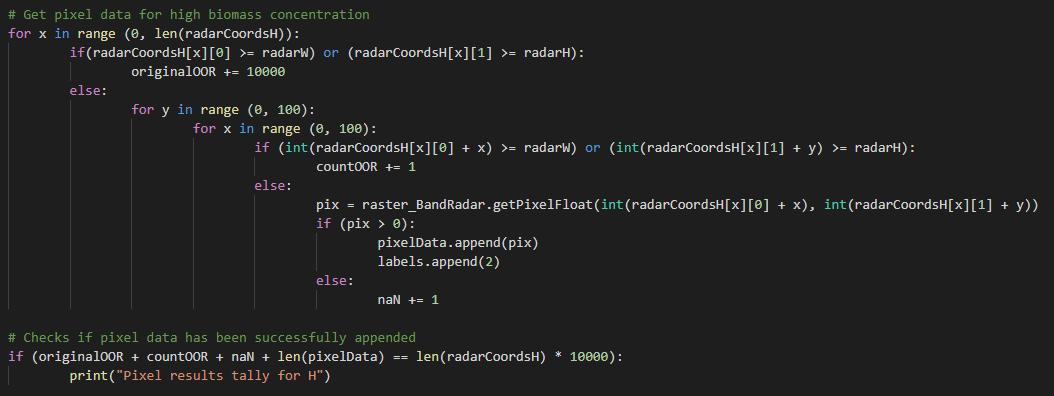 # Get pixel data for high biomass concentration
for x in range (0, len(radarCoordsH)):
if(radarCoordsH[x][0] >= radarW) or (radarCoordsH[x][1] >= radarH):
originalOOR += 10000
else:
for y in range (0, 100):
for x in range (0, 100):
if (int(radarCoordsH[x][0] + x) >= radarW) or (int(radarCoordsH[x][1] + y) >= radarH):
countOOR += 1
else:
pix = raster_BandRadar.getPixelFloat(int(radarCoordsH[x][0] + x), int(radarCoordsH[x][1] + y))
if (pix > 0):
pixelData.append(pix)
labels.append(2)
else:
naN += 1
# Checks if pixel data has been successfully appended
if (originalOOR + countOOR + naN + len(pixelData) == len(radarCoordsH) * 10000):
print("Pixel results tally for H")